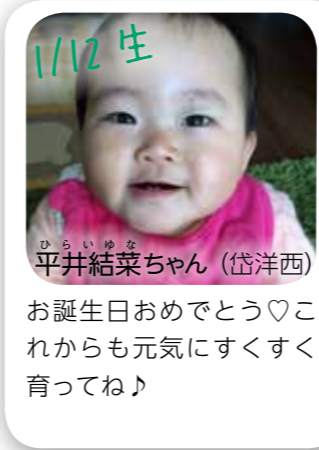 1/12 生
ひらいゆな
平井結菜ちゃん（岱洋西）
お誕生日おめでとう♡こ
れからも元気にすくすく
育ってね♪